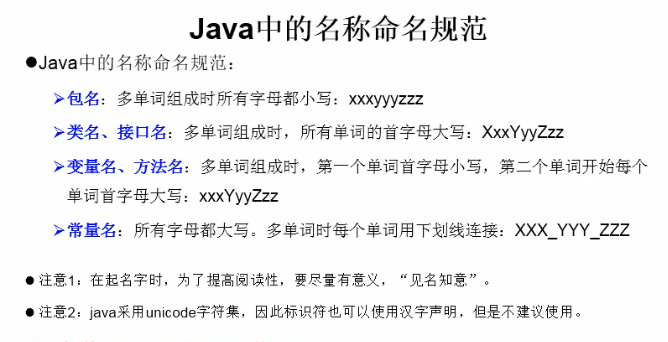 Java中的名称命名规范
●Java中的名称命名规范：
➢包名：多单词组成时所有字母都小写：xxxyyyzzz
➢类名、接口名：多单词组成时，所有单词的首字母大写：XxxYyyZzz
➢变量名、方法名：多单词组成时，第一个单词首字母小写，第二个单词开始每个
单词首字母大写：xxxYyyZzz
➢常量名：所有字母都大写。多单词时每个单词用下划线连接：XXX_YYY_ZZZ
●注意1：在起名字时，为了提高阅读性，要尽量有意义，“见名知意”。
●注意2：java采用unicode字符集，因此标识符也可以使用汉字声明，但是不建议使用。